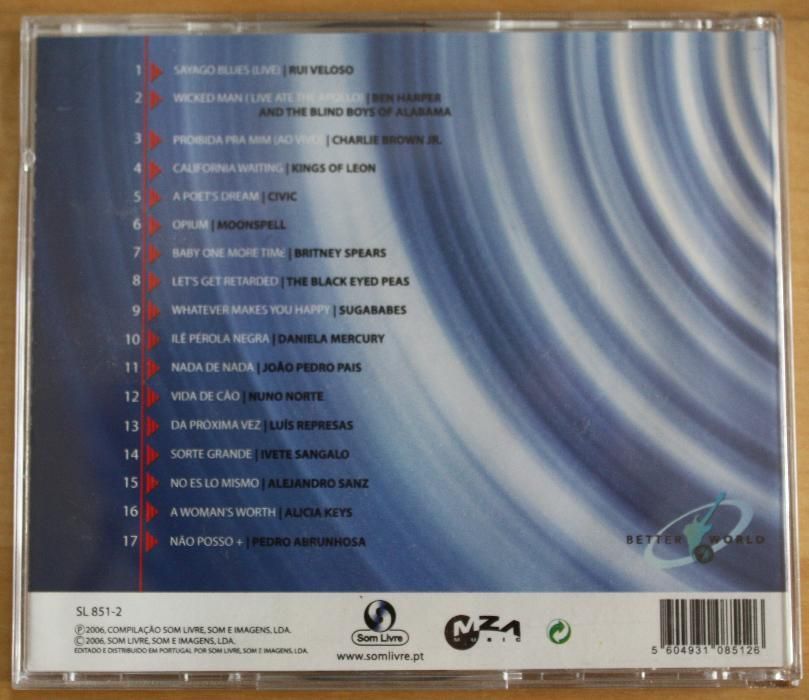 1 SAYAGO BLUES (LIVE) | RUI VELOSO
2 WICKED MAN ( LIVE ATE THE APOLLO) | BEN HARPER
AND THE BLIND BOYS OF ALABAMA
3 PROIBIDA PRA MIM (AO VIVO) | CHARLIE BROWN JR.
4 CALIFORNIA WAITING | KINGS OF LEON
5 A POET'S DREAM | CIVIC
6 OPIUM | MOONSPELL
7 BABY ONE MORE TIME | BRITNEY SPEARS
8 LET'S GET RETARDED | THE BLACK EYED PEAS
9 WHATEVER MAKES YOU HAPPY | SUGABABES
10 ILÊ PÉROLA NEGRA | DANIELA MERCURY
11 NADA DE NADA | JOÃO PEDRO PAIS
12 VIDA DE CÃO | NUNO NORTE
13 DA PRÓXIMA VEZ | LUÍS REPRESAS
14 SORTE GRANDE | IVETE SANGALO
15 NO ES LO MISMO | ALEJANDRO SANZ
16 A WOMAN'S WORTH | ALICIA KEYS
17 NÃO POSSO + | PEDRO ABRUNHOSA
BETTER WORLD
2
SL 851-2
℗2006, COMPILAÇÃO SOM LIVRE, SOM E IMAGENS, LDA.
©2006, SOM LIVRE, SOM E IMAGENS, LDA.
EDITADO E DISTRIBUIDO EM PORTUGAL POR SOM LIVRE, SOM E IMAGENS, LDA.
Som Livre
www.somlivre.pt
MZA
MUSIC
5 604931 085126